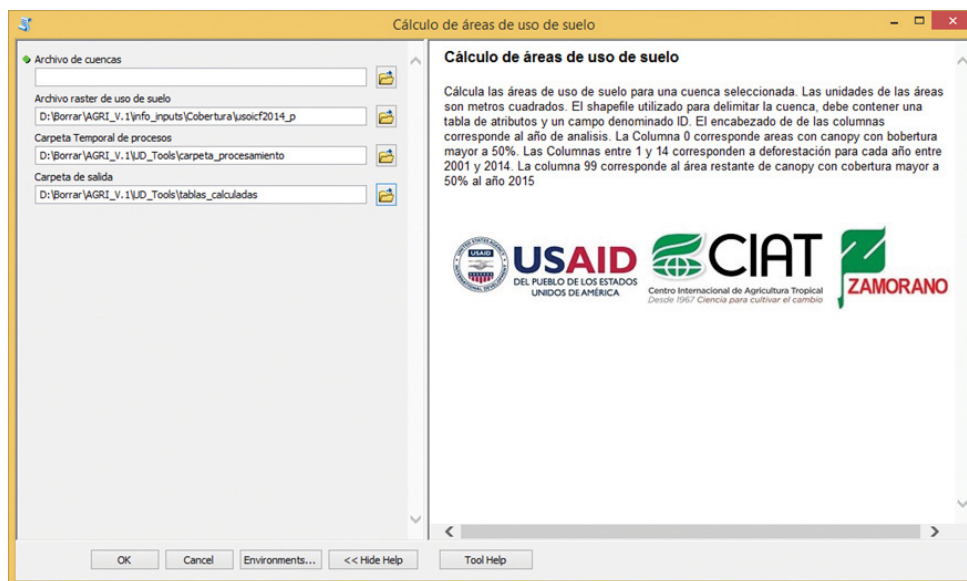 Cálculo de áreas de uso de suelo
Archivo de cuencas
Archivo raster de uso de suelo
D:\Borrar\AGRI_V.1\info_inputs\Cobertura\usoicf2014_p
Carpeta Temporal de procesos
D:\Borrar\AGRI_V.1\UD_Tools\carpeta_procesamiento
Carpeta de salida
D:\Borrar\AGRI_V.1\UD_Tools\tablas_calculadas
Cálculo de áreas de uso de suelo
Cálcula las áreas de uso de suelo para una cuenca seleccionada. Las unidades de las áreas
son metros cuadrados. El shapefile utilizado para delimitar la cuenca, debe contener una
tabla de atributos y un campo denominado ID. El encabezado de de las columnas
corresponde al año de analisis. La Columna 0 corresponde areas con canopy con bobertura
mayor a 50%. Las Columnas entre 1 y 14 corresponden a deforestación para cada año entre
2001 y 2014. La columna 99 corresponde al área restante de canopy con cobertura mayor a
50% al año 2015
USAID
USAID
DEL PUEBLO DE LOS ESTADOS
UNIDOS DE AMÉRICA
CIAT
Centro Internacional de Agricultura Tropical
Desde 1967 Ciencia para cultivar el cambio
ZAMORANO
OK
Cancel
Environments...
<< Hide Help
Tool Help